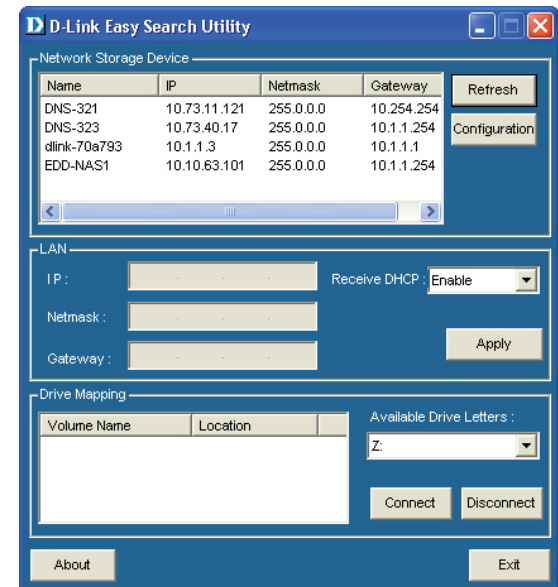 D D-Link Easy Search Utility
Network Storage Device
Name IP Netmask Gateway
DNS-321 10.73.11.121 255.0.0.0 10.254.254
DNS-323 10.73.40.17 255.0.0.0 10.1.1.254
dlink-70a793 10.1.1.3 255.0.0.0 10.1.1.1
EDD-NAS1 10.10.63.101 255.0.0.0 10.1.1.254
Refresh
Configuration
LAN
IP :
Receive DHCP : Enable
Netmask :
Gateway :
Apply
Drive Mapping
Volume Name Location
Available Drive Letters :
Z:
Connect Disconnect
About Exit